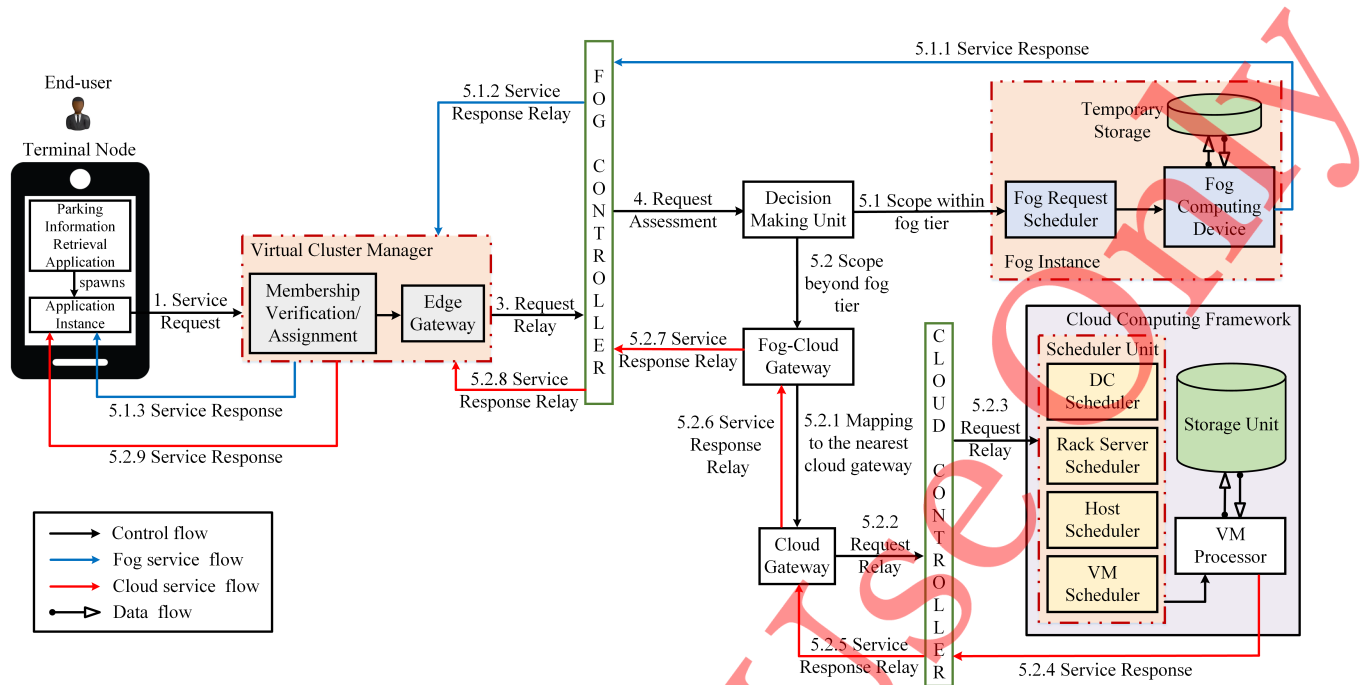 End-user
Terminal Node
Parking
Information
Retrieval
Application
spawns
Application
Instance
1. Service
Request
Virtual Cluster Manager
Membership
Verification/
Assignment
Edge
Gateway
3. Request
Relay
5.1.2 Service
Response Relay
5.1.3 Service Response
5.2.9 Service Response
5.2.8 Service
Response Relay
FOG CONTROLLER
5.1.1 Service Response
4. Request
Assessment
Decision
Making Unit
5.1 Scope within
fog tier
Temporary
Storage
Fog Request
Scheduler
Fog
Computing
Device
Fog Instance
5.2 Scope
beyond fog
tier
5.2.7 Service
Response Relay
Fog-Cloud
Gateway
5.2.6 Service
Response
Relay
5.2.1 Mapping
to the nearest
cloud gateway
Cloud
Gateway
5.2.2
Request
Relay
5.2.5 Service
Response Relay
CLOUD CONTROLLER
5.2.3
Request
Relay
Cloud Computing Framework
Scheduler Unit
DC
Scheduler
Rack Server
Scheduler
Host
Scheduler
VM
Scheduler
Storage Unit
VM
Processor
5.2.4 Service Response
Control flow
Fog service flow
Cloud service flow
Data flow
Use Only